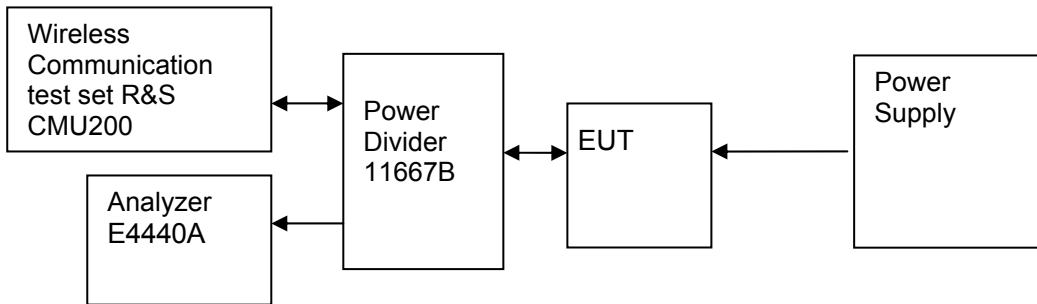 Wireless
Communication
test set R&S
CMU200
Power
Divider
11667B
EUT
Power
Supply
Analyzer
E4440A